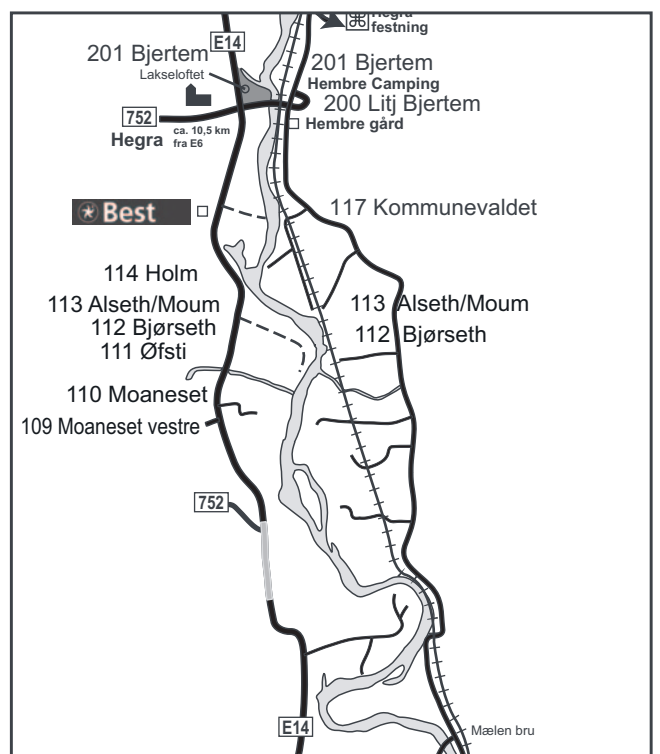 Hegra
festning
E14
201 Bjertem
Lakseloftet
201 Bjertem
Hembre Camping
200 Litj Bjertem
Hembre gård
752
Hegra
ca. 10,5 km
fra E6
Best
117 Kommunevaldet
114 Holm
113 Alseth/Moum
112 Bjørseth
111 Øfsti
113 Alseth/Moum
112 Bjørseth
110 Moaneset
109 Moaneset vestre
752
E14
Mælen bru